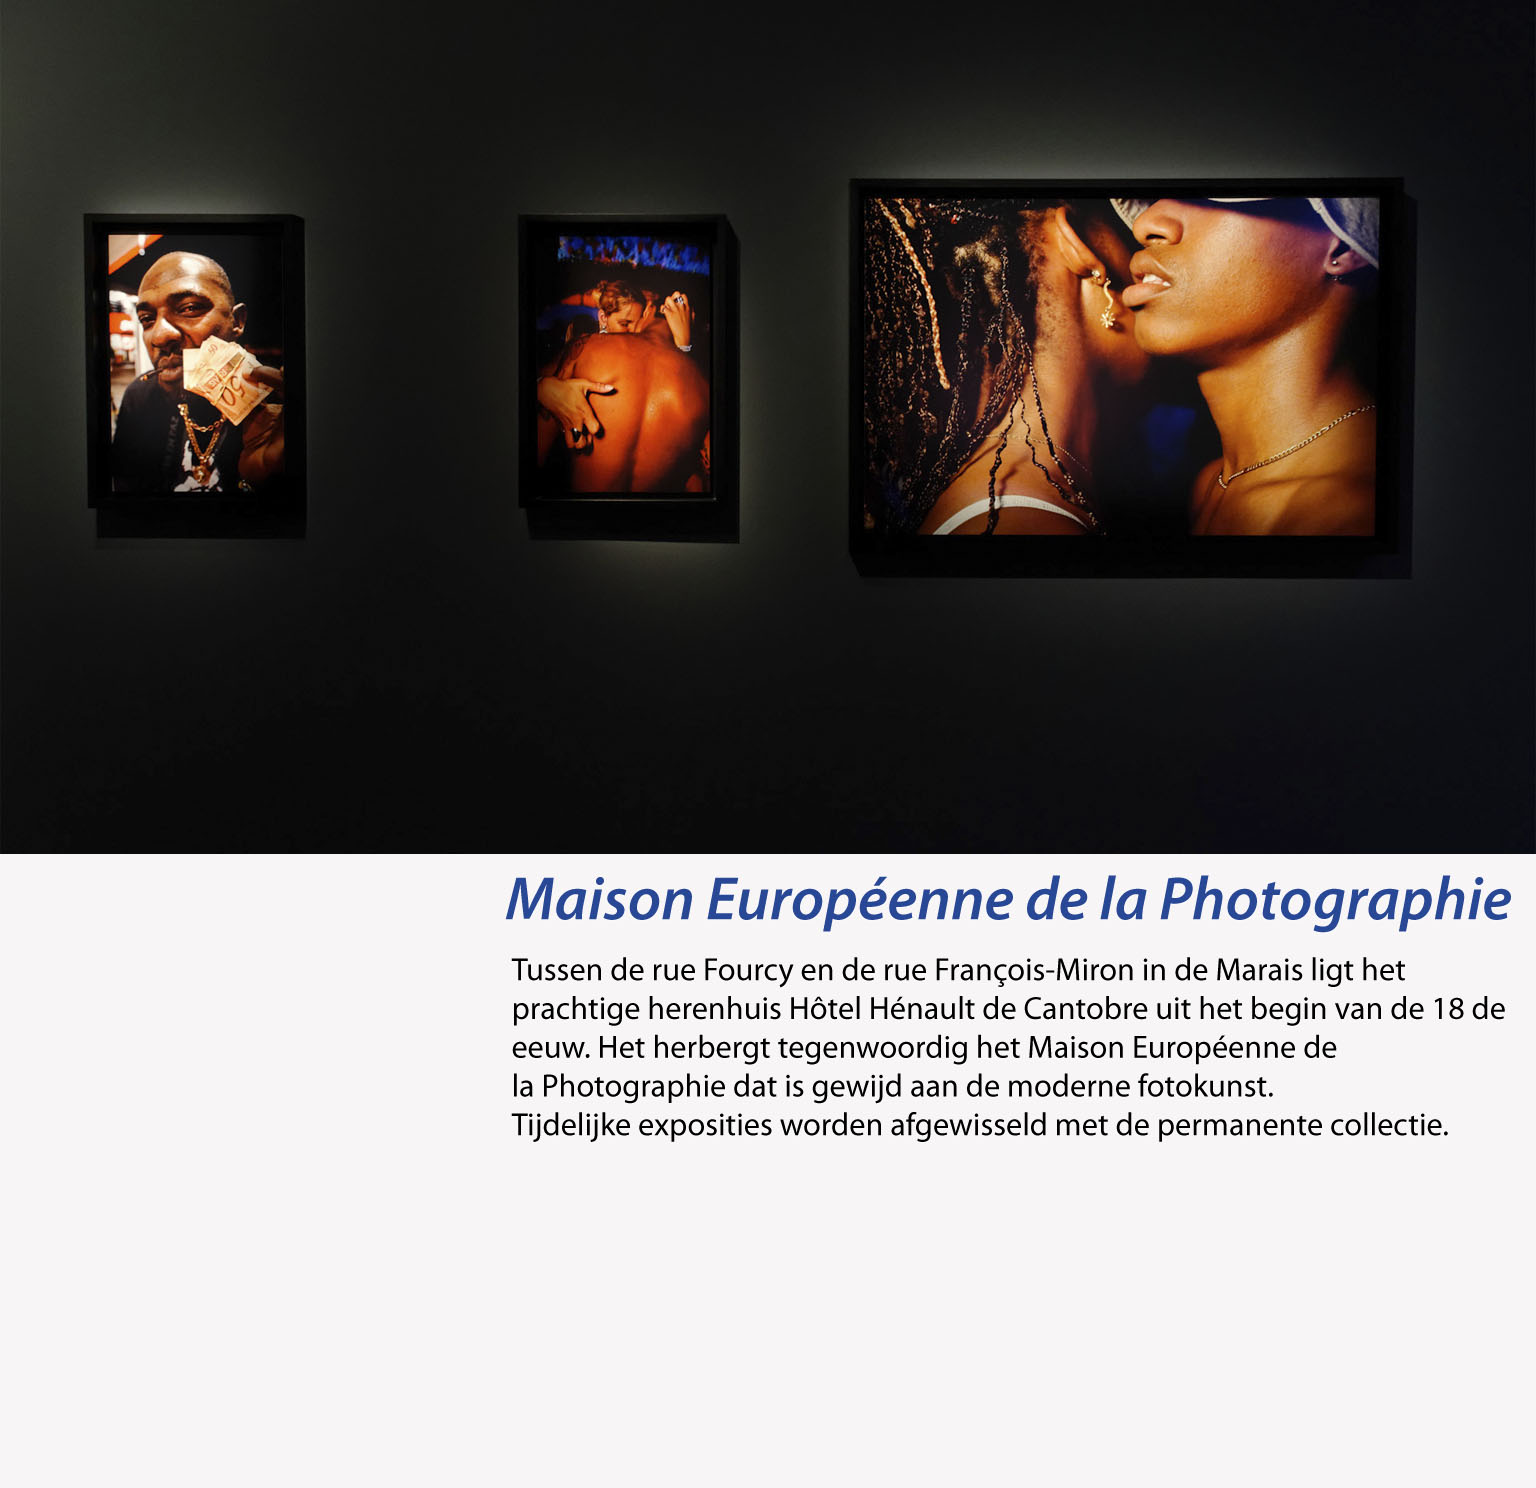 50
Maison Européenne de la Photographie
Tussen de rue Fourcy en de rue François-Miron in de Marais ligt het
prachtige herenhuis Hôtel Hénault de Cantobre uit het begin van de 18 de
eeuw. Het herbergt tegenwoordig het Maison Européenne de
la Photographie dat is gewijd aan de moderne fotokunst.
Tijdelijke exposities worden afgewisseld met de permanente collectie.